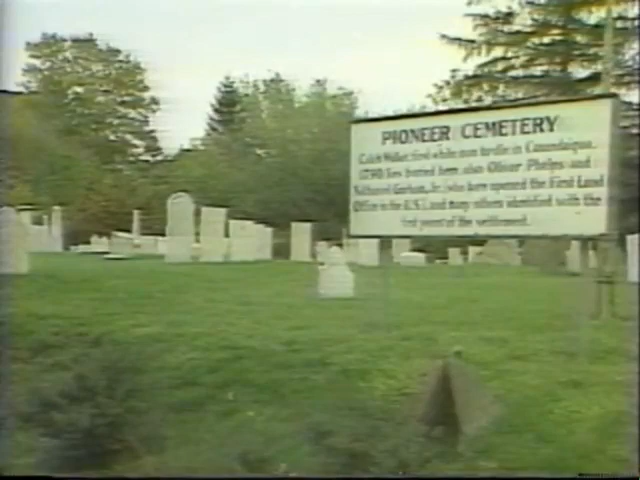 PIONEER CEMETERY
Caleb Walker, first white man to die in Canandaigua
(1790) lies buried here, also Oliver Phelps and
Nathaniel Gorham, Jr. who here opened the First Land
Office in the U.S. and many others identified with the
first years of the settlement.